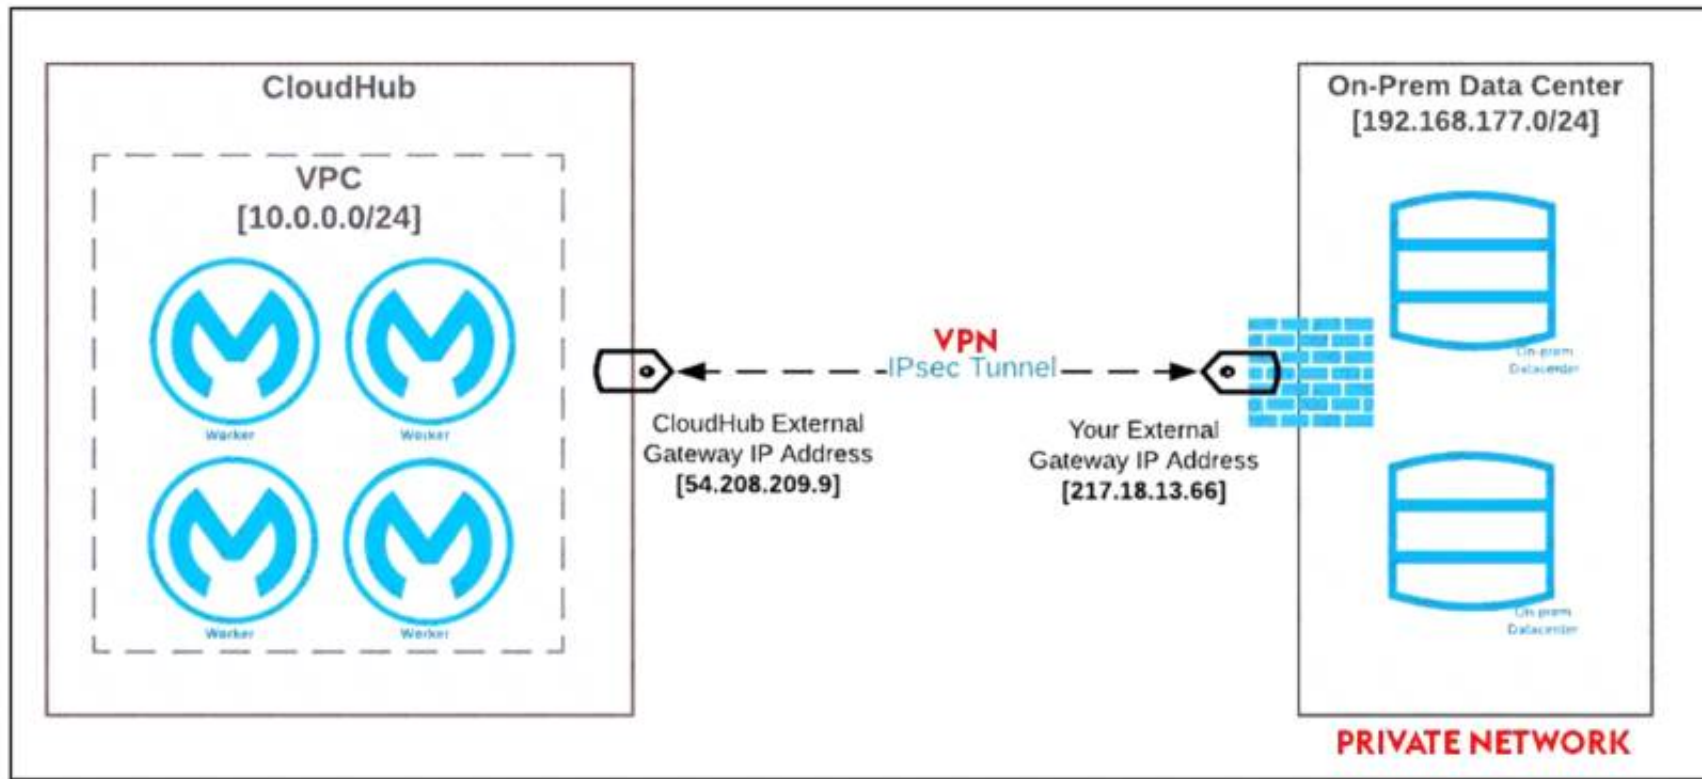 CloudHub
VPC
[10.0.0.0/24]
Worker
Worker
Worker
Worker
VPN
IPsec Tunnel
CloudHub External
Gateway IP Address
[54.208.209.9]
Your External
Gateway IP Address
[217.18.13.66]
On-Prem Data Center
[192.168.177.0/24]
On-prem
Datacenter
On-prem
Datacenter
PRIVATE NETWORK